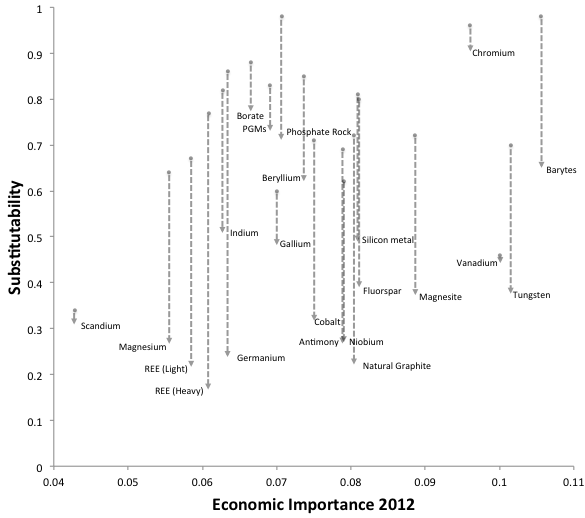 1
0.9
Chromium
0.8
Borate
PGMs
Phosphate Rock
0.7
Barytes
Beryllium
0.6
Substitutability
Indium
Silicon metal
0.5
Gallium
Vanadium
0.4
Fluorspar
Magnesite
Tungsten
Scandium
Cobalt
0.3
Magnesium
Antimony
Niobium
Germanium
REE (Light)
Natural Graphite
0.2
REE (Heavy)
0.1
0
0.04
0.05
0.06
0.07
0.08
0.09
0.1
0.11
Economic Importance 2012